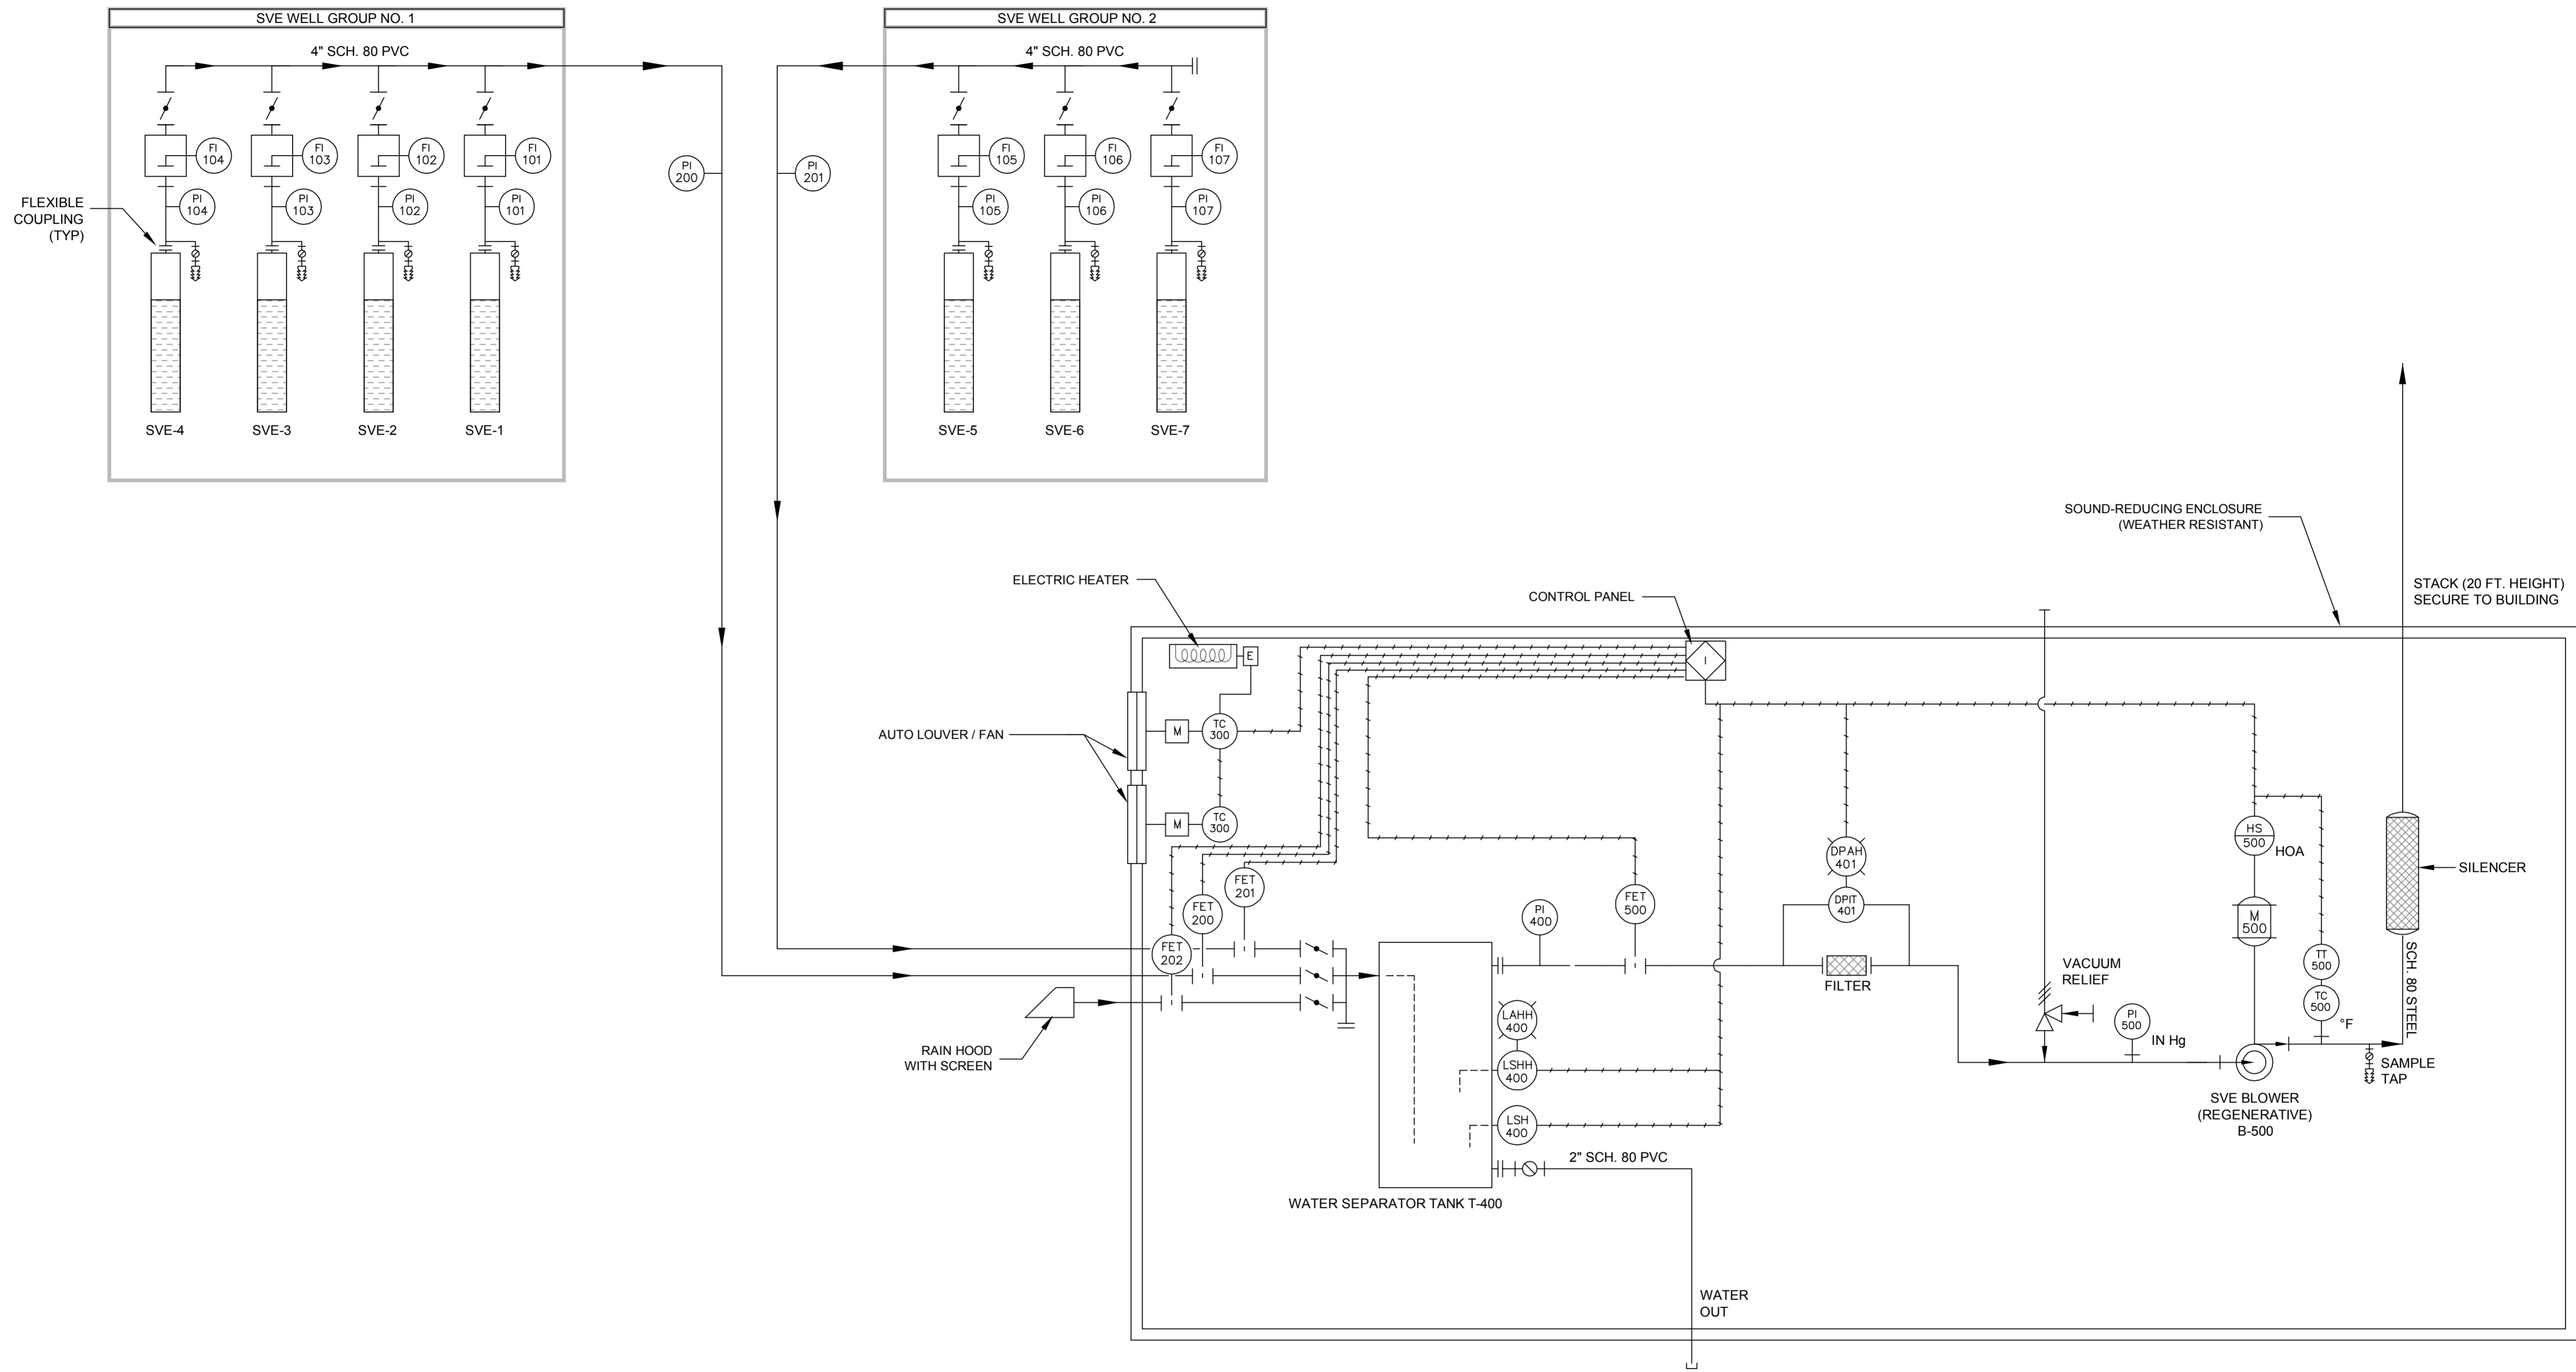 SVE WELL GROUP NO. 1
4" SCH. 80 PVC
FI
104
FI
103
FI
102
FI
101
PI
104
PI
103
PI
102
PI
101
FLEXIBLE
COUPLING
(TYP)
SVE-4
SVE-3
SVE-2
SVE-1
PI
200
PI
201
SVE WELL GROUP NO. 2
4" SCH. 80 PVC
FI
105
FI
106
FI
107
PI
105
PI
106
PI
107
SVE-5
SVE-6
SVE-7
SOUND-REDUCING ENCLOSURE
(WEATHER RESISTANT)
STACK (20 FT. HEIGHT)
SECURE TO BUILDING
ELECTRIC HEATER
E
CONTROL PANEL
I
AUTO LOUVER / FAN
M
TC
300
M
TC
300
FET
201
FET
200
FET
202
RAIN HOOD
WITH SCREEN
PI
400
FET
500
DPAH
401
DPIT
401
FILTER
LAHH
400
LSHH
400
LSH
400
2" SCH. 80 PVC
WATER SEPARATOR TANK T-400
WATER
OUT
VACUUM
RELIEF
PI
500
IN Hg
HS
500
HOA
M
500
TT
500
TC
500
°F
SVE BLOWER
(REGENERATIVE)
B-500
SILENCER
SCH. 80 STEEL
SAMPLE
TAP